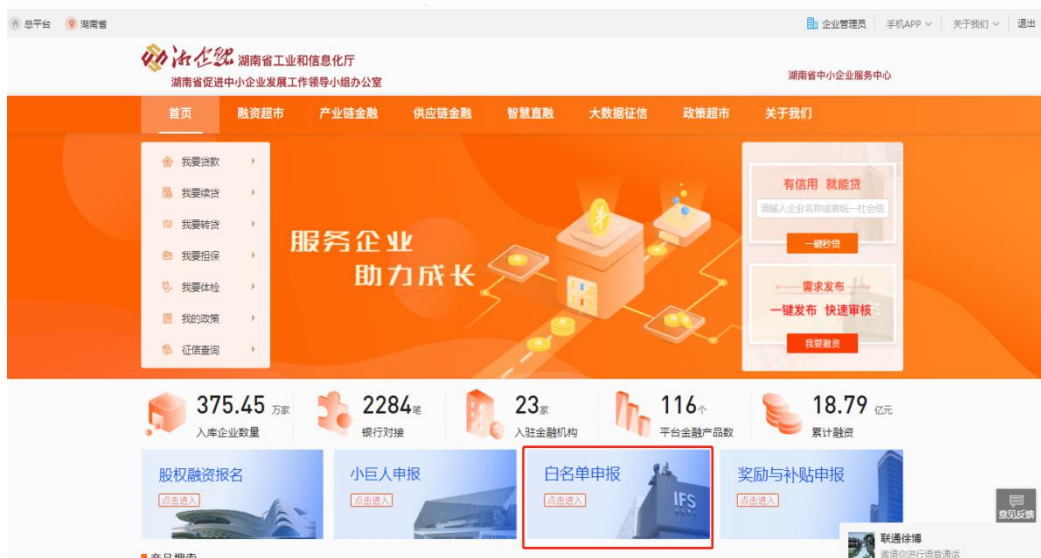 总平台 湖南省 企业管理员 手机APP 关于我们 退出
湖南省工业和信息化厅
湖南省促进中小企业发展工作领导小组办公室
湖南省中小企业服务中心
首页 融资超市 产业链金融 供应链金融 智慧直融 大数据征信 政策超市 关于我们
我要贷款
我要续贷
我要转贷
我要担保
我要体检
我的政策
征信查询
服务企业
助力成长
有信用 就能贷
请输入企业名称或者统一社会信
一键秒贷
需求发布
一键发布 快速审核
我要融资
375.45 万家
入库企业数量
2284 笔
银行对接
23 家
入驻金融机构
116 个
平台金融产品数
18.79 亿元
累计融资
股权融资报名
点击进入
小巨人申报
点击进入
白名单申报
点击进入
IFS
奖励与补贴申报
点击进入
意见反馈
联通徐博
邀请你进行语音通话
产品搜索